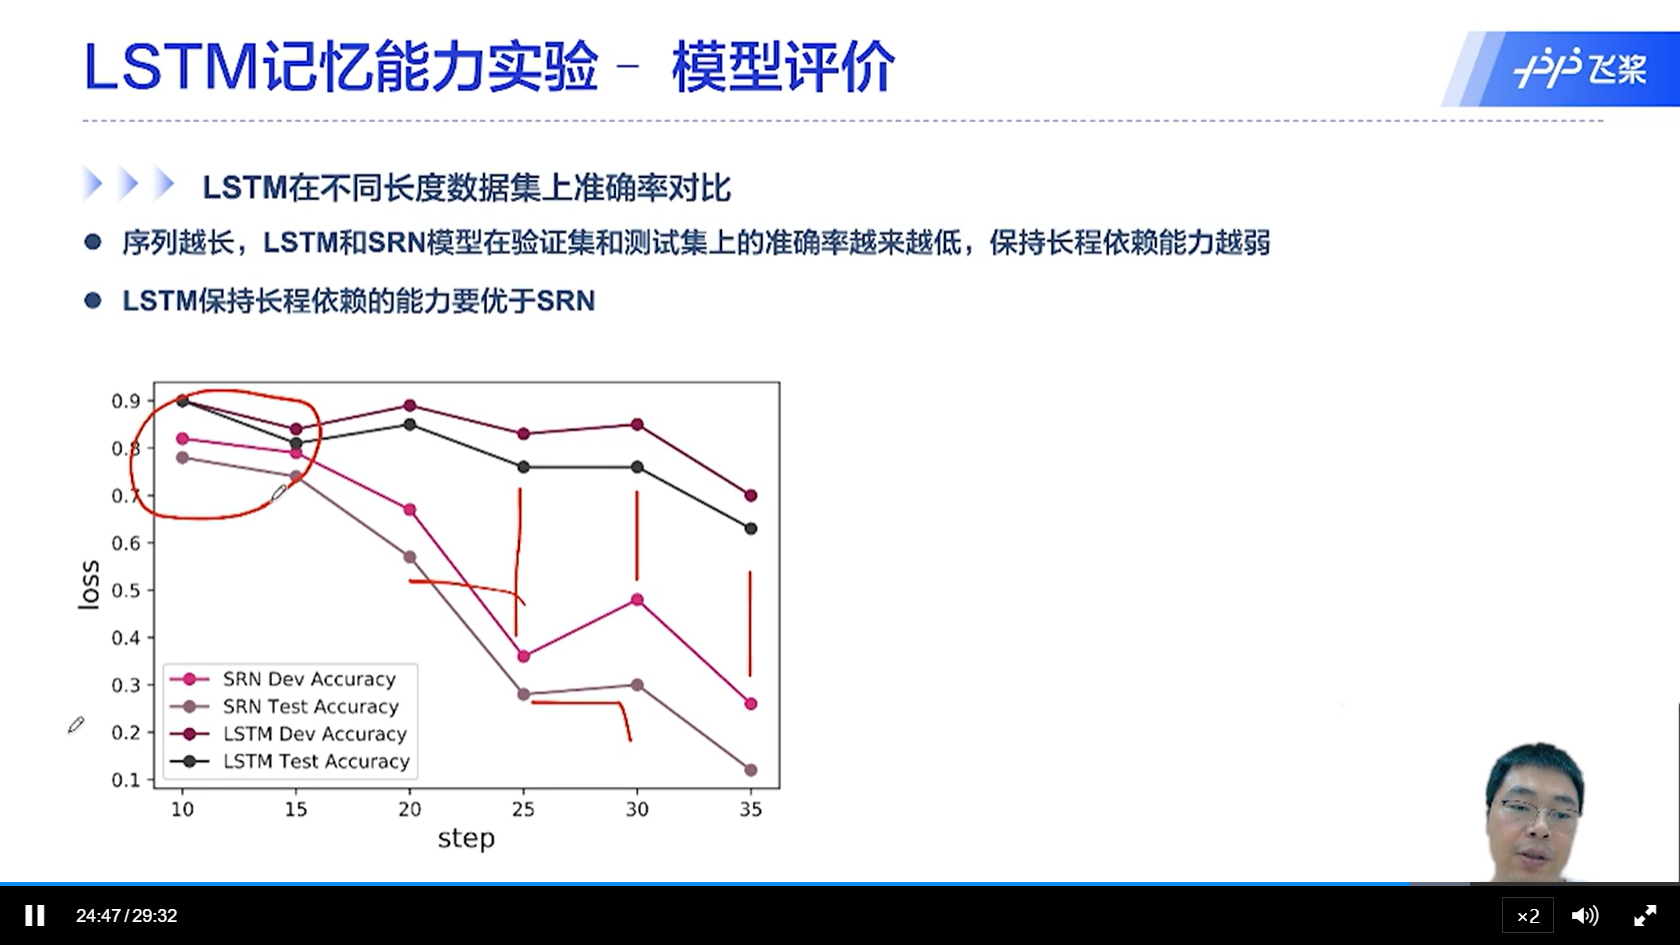 LSTM记忆能力实验 - 模型评价
飞桨
LSTM在不同长度数据集上准确率对比
序列越长，LSTM和SRN模型在验证集和测试集上的准确率越来越低，保持长程依赖能力越弱
LSTM保持长程依赖的能力要优于SRN
0.9
0.8
0.7
0.6
0.5
0.4
0.3
0.2
0.1
loss
SRN Dev Accuracy
SRN Test Accuracy
LSTM Dev Accuracy
LSTM Test Accuracy
10 15 20 25 30 35
step
24:47/29:32
×2